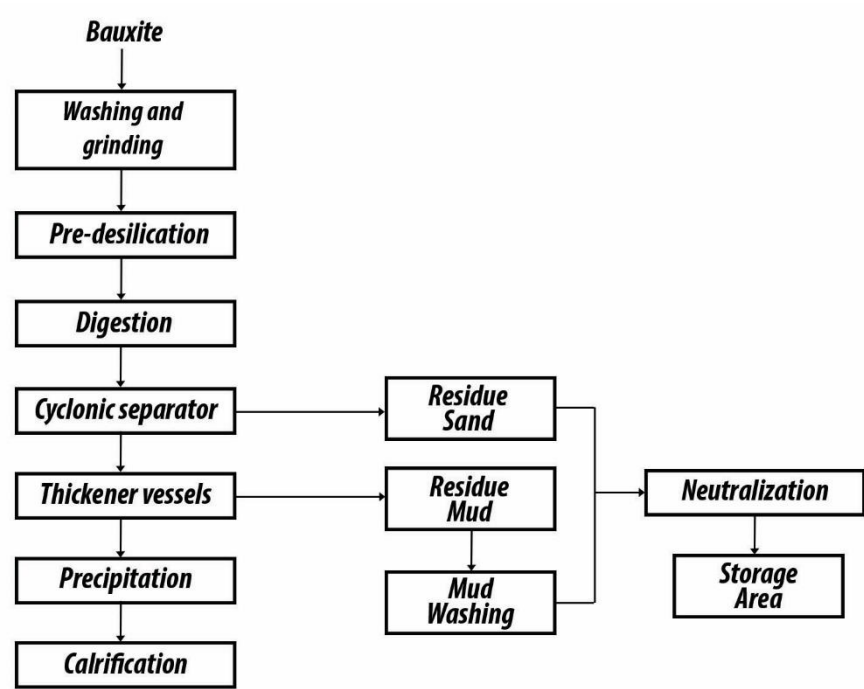 Bauxite
Washing and
grinding
Pre-desilication
Digestion
Cyclonic separator
Thickener vessels
Precipitation
Calrification
Residue
Sand
Residue
Mud
Mud
Washing
Neutralization
Storage
Area